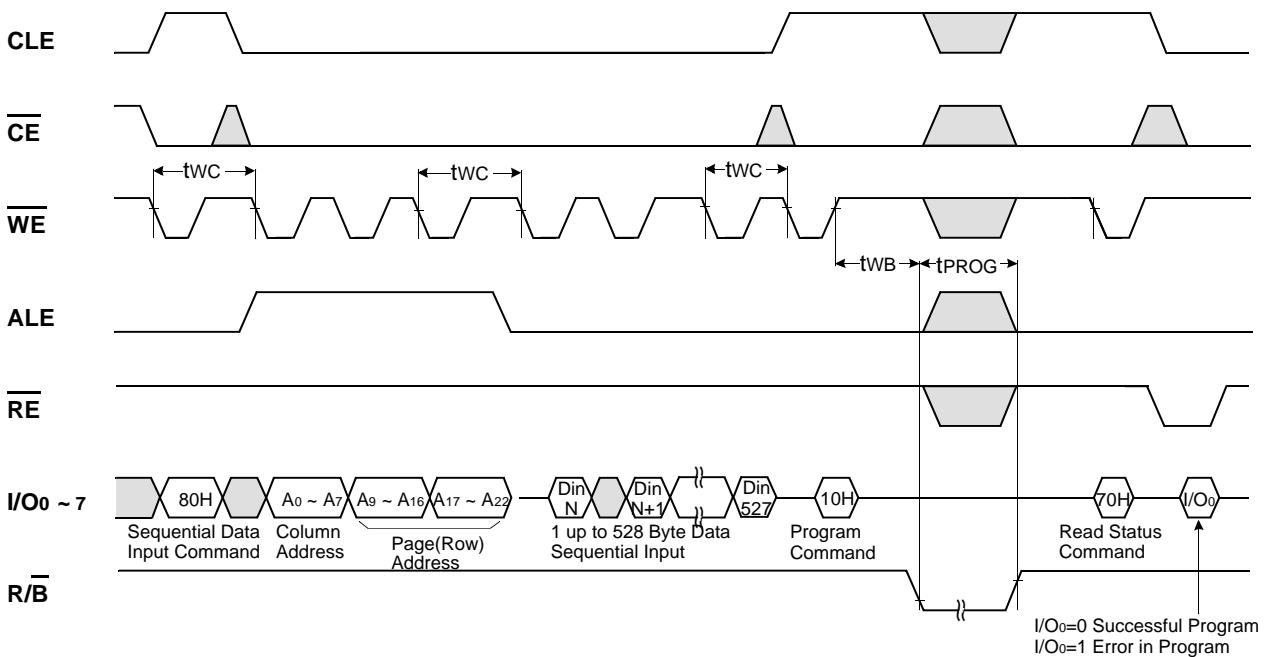 CLE
CE
tWC
tWC
tWC
WE
tWB
tPROG
ALE
RE
I/O0 ~ 7
80H
A0 ~ A7
A9 ~ A16
A17 ~ A22
Din
N
Din
N+1
Din
527
10H
70H
I/O0
Sequential Data
Input Command
Column
Address
Page(Row)
Address
1 up to 528 Byte Data
Sequential Input
Program
Command
Read Status
Command
R/B
I/O0=0 Successful Program
I/O0=1 Error in Program